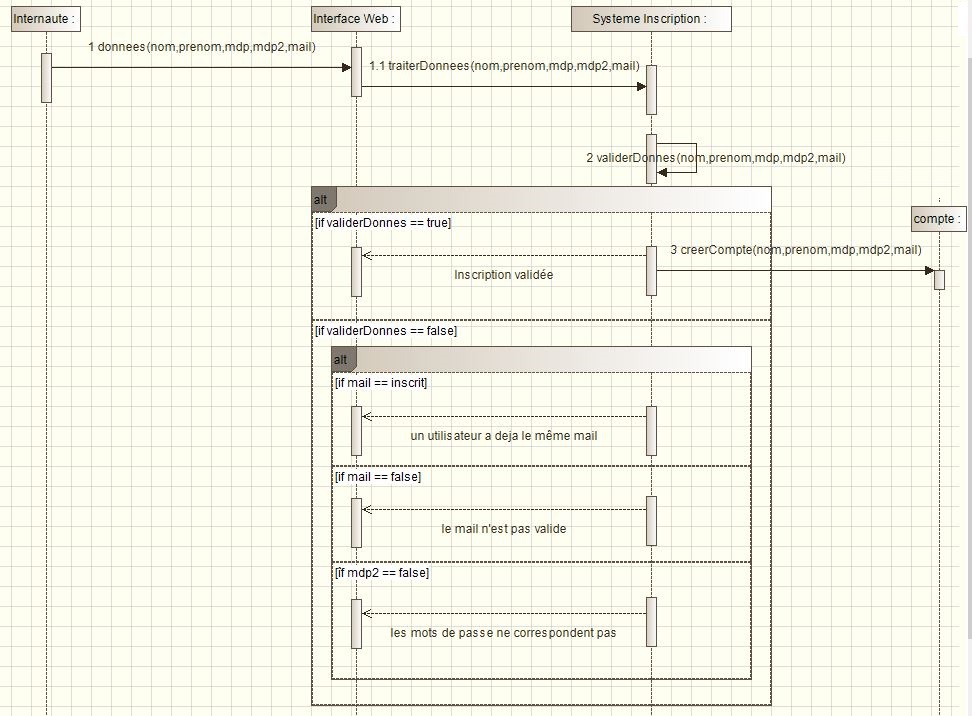 Internaute :
Interface Web :
Systeme Inscription :
1 donnees(nom,prenom,mdp,mdp2,mail)
1.1 traiterDonnees(nom,prenom,mdp,mdp2,mail)
2 validerDonnes(nom,prenom,mdp,mdp2,mail)
alt
compte :
[if validerDonnes == true]
3 creerCompte(nom,prenom,mdp,mdp2,mail)
Inscription validée
[if validerDonnes == false]
alt
[if mail == inscrit]
un utilisateur a deja le même mail
[if mail == false]
le mail n'est pas valide
[if mdp2 == false]
les mots de passe ne correspondent pas